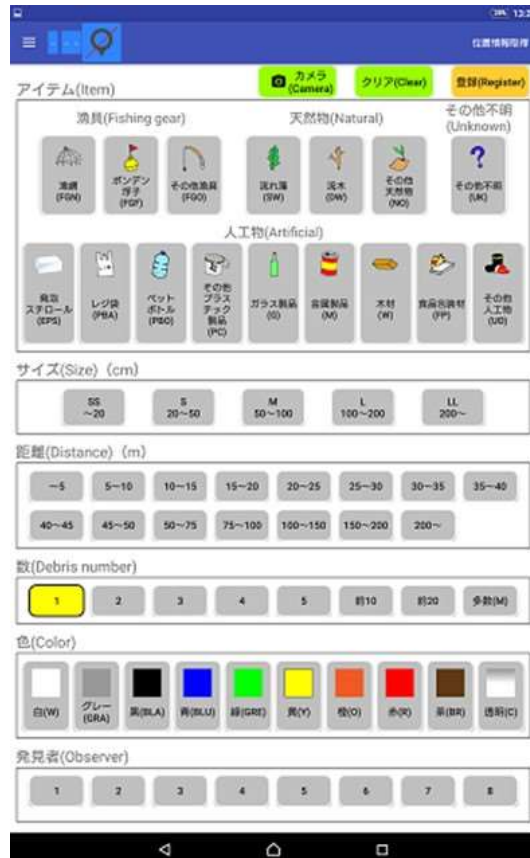 位置情報取得
アイテム(Item)
カメラ
(Camera)
クリア(Clear)
登録(Register)
漁具(Fishing gear)
天然物(Natural)
その他不明
(Unknown)
漁網
(FGN)
ボンデン
浮子
(FGF)
その他漁具
(FGO)
流れ藻
(SW)
流木
(DW)
その他
天然物
(NO)
その他不明
(UK)
人工物(Artificial)
発泡
スチロール
(EPS)
レジ袋
(PBA)
ペット
ボトル
(PBO)
その他
プラス
チック
製品
(PC)
ガラス製品
(G)
金属製品
(M)
木材
(W)
食品包装材
(FP)
その他
人工物
(UO)
サイズ(Size)（cm）
SS
～20
S
20～50
M
50～100
L
100～200
LL
200～
距離(Distance)（m）
～5
5～10
10～15
15～20
20～25
25～30
30～35
35～40
40～45
45～50
50～75
75～100
100～150
150～200
200～
数(Debris number)
1
2
3
4
5
約10
約20
多数(M)
色(Color)
白(W)
グレー
(GRA)
黒(BLA)
青(BLU)
緑(GRE)
黄(Y)
橙(O)
赤(R)
茶(BR)
透明(C)
発見者(Observer)
1
2
3
4
5
6
7
8